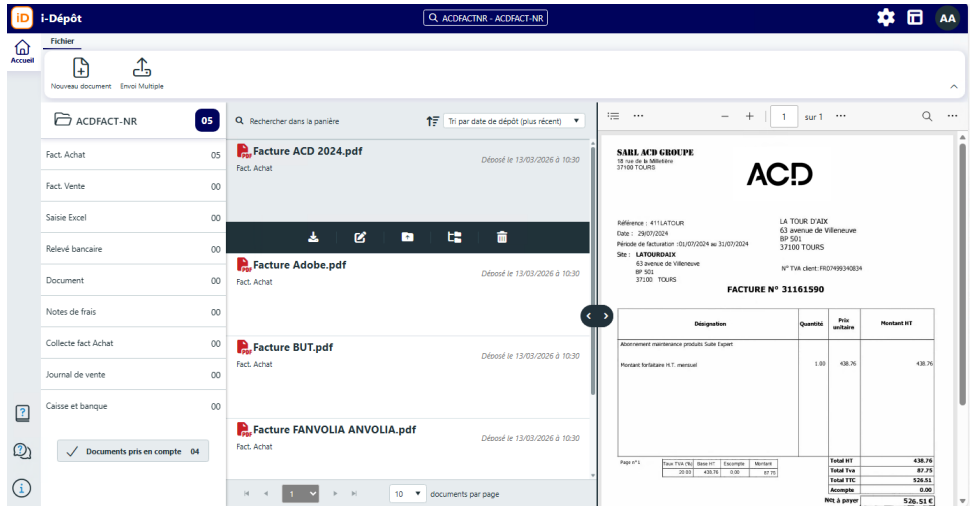 iD i-Dépôt
ACDFACTNR - ACDFACT-NR
AA
Accueil
Fichier
Nouveau document
Envoi Multiple
ACDFACT-NR 05
Fact. Achat 05
Fact. Vente 00
Saisie Excel 00
Relevé bancaire 00
Document 00
Notes de frais 00
Collecte fact Achat 00
Journal de vente 00
Caisse et banque 00
Documents pris en compte 04
Rechercher dans la panière
Tri par date de dépôt (plus récent)
Facture ACD 2024.pdf
Déposé le 13/03/2026 à 10:30
Fact. Achat
Facture Adobe.pdf
Déposé le 13/03/2026 à 10:30
Fact. Achat
Facture BUT.pdf
Déposé le 13/03/2026 à 10:30
Fact. Achat
Facture FANVOLIA ANVOLIA.pdf
Déposé le 13/03/2026 à 10:30
Fact. Achat
1
10 documents par page
1 sur 1
SARL ACD GROUPE
18 rue de la Milletière
37100 TOURS
ACD
Référence : 411LATOUR
Date : 29/07/2024
Période de facturation :01/07/2024 au 31/07/2024
Site : LATOURDAIX
63 avenue de Villeneuve
BP 501
37100 TOURS
LA TOUR D'AIX
63 avenue de Villeneuve
BP 501
37100 TOURS
N° TVA client: FR07499340834
FACTURE N° 31161590
Désignation Quantité Prix unitaire Montant HT
Abonnement maintenance produits Suite Expert
Montant forfaitaire H.T. mensuel 1.00 438.76 438.76
Page n°1
Taux TVA (%) Base HT Escompte Montant
20.00 438.76 0.00 87.75
Total HT 438.76
Total Tva 87.75
Total TTC 526.51
Acompte 0.00
Net à payer 526.51 €